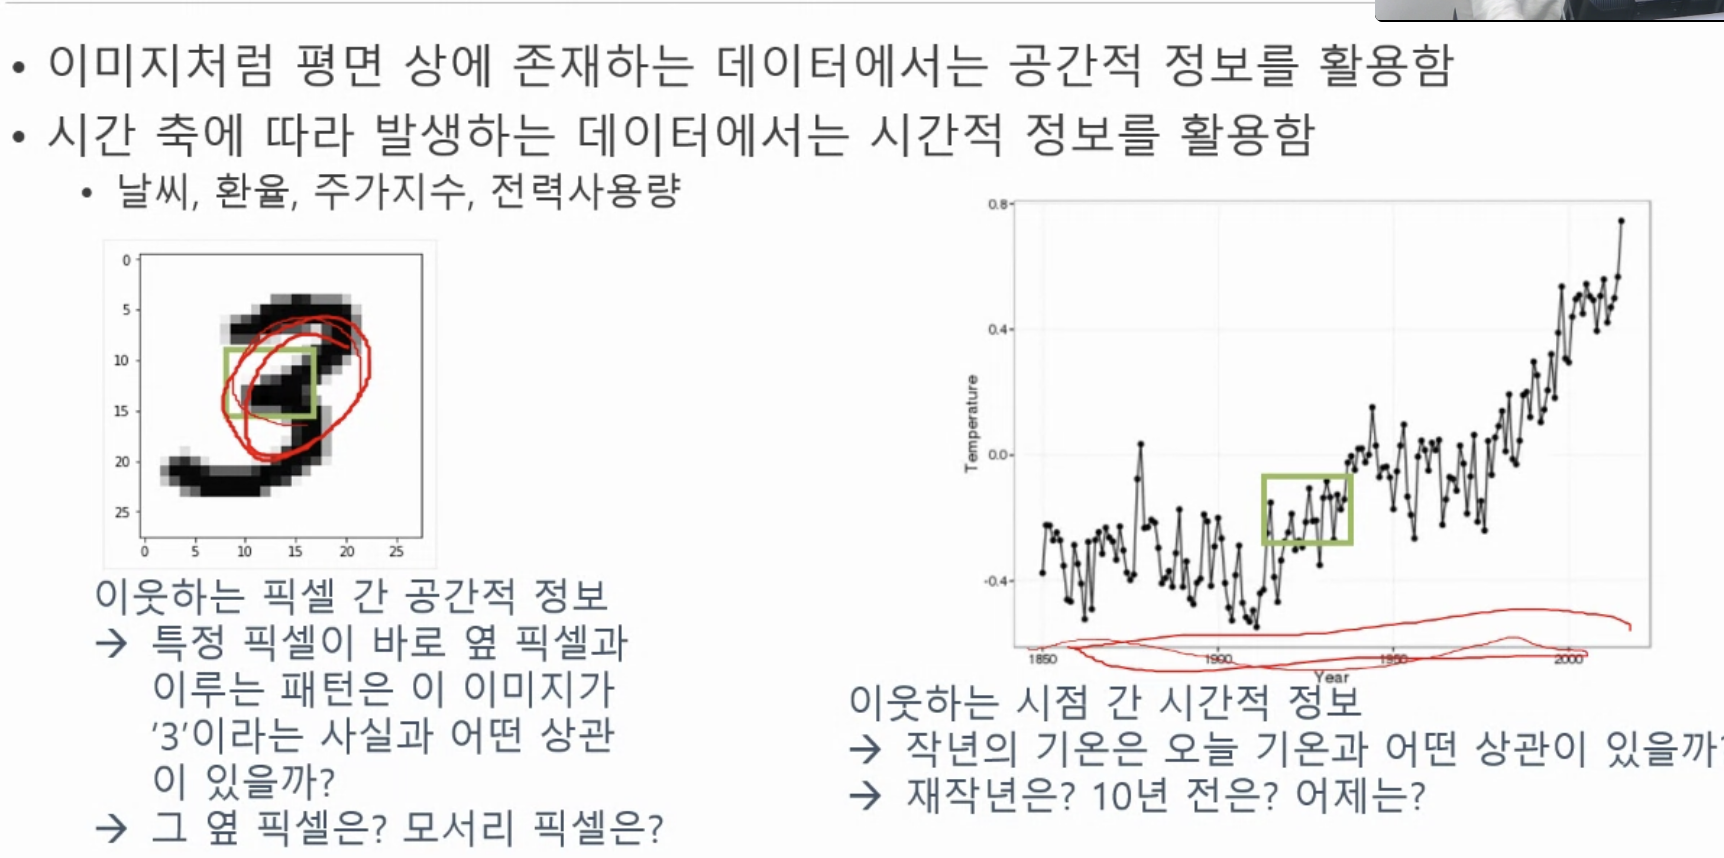 • 이미지처럼 평면 상에 존재하는 데이터에서는 공간적 정보를 활용함
• 시간 축에 따라 발생하는 데이터에서는 시간적 정보를 활용함
• 날씨, 환율, 주가지수, 전력사용량
0
5
10
15
20
25
0 5 10 15 20 25
이웃하는 픽셀 간 공간적 정보
→ 특정 픽셀이 바로 옆 픽셀과
이루는 패턴은 이 이미지가
'3'이라는 사실과 어떤 상관
이 있을까?
→ 그 옆 픽셀은? 모서리 픽셀은?
0.8
0.4
0.0
-0.4
Temperature
1850 1900 1950 2000
Year
이웃하는 시점 간 시간적 정보
→ 작년의 기온은 오늘 기온과 어떤 상관이 있을까?
→ 재작년은? 10년 전은? 어제는?